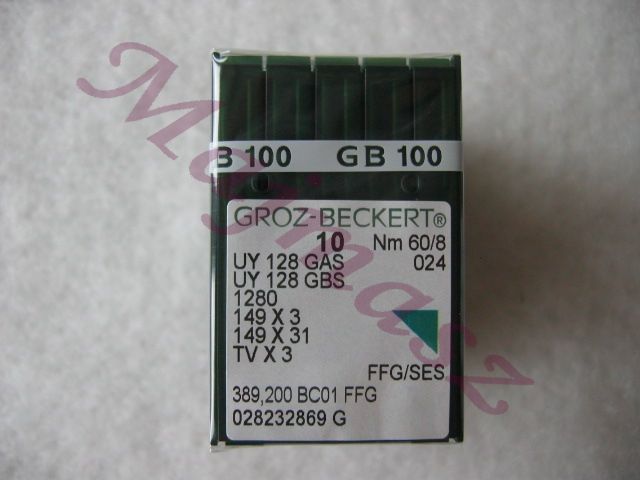 B 100 GB 100
GROZ-BECKERT®
10 Nm 60/8
UY 128 GAS 024
UY 128 GBS
1280
149 X 3
149 X 31
TV X 3
FFG/SES
389,200 BC01 FFG
028232869 G
Majmasz